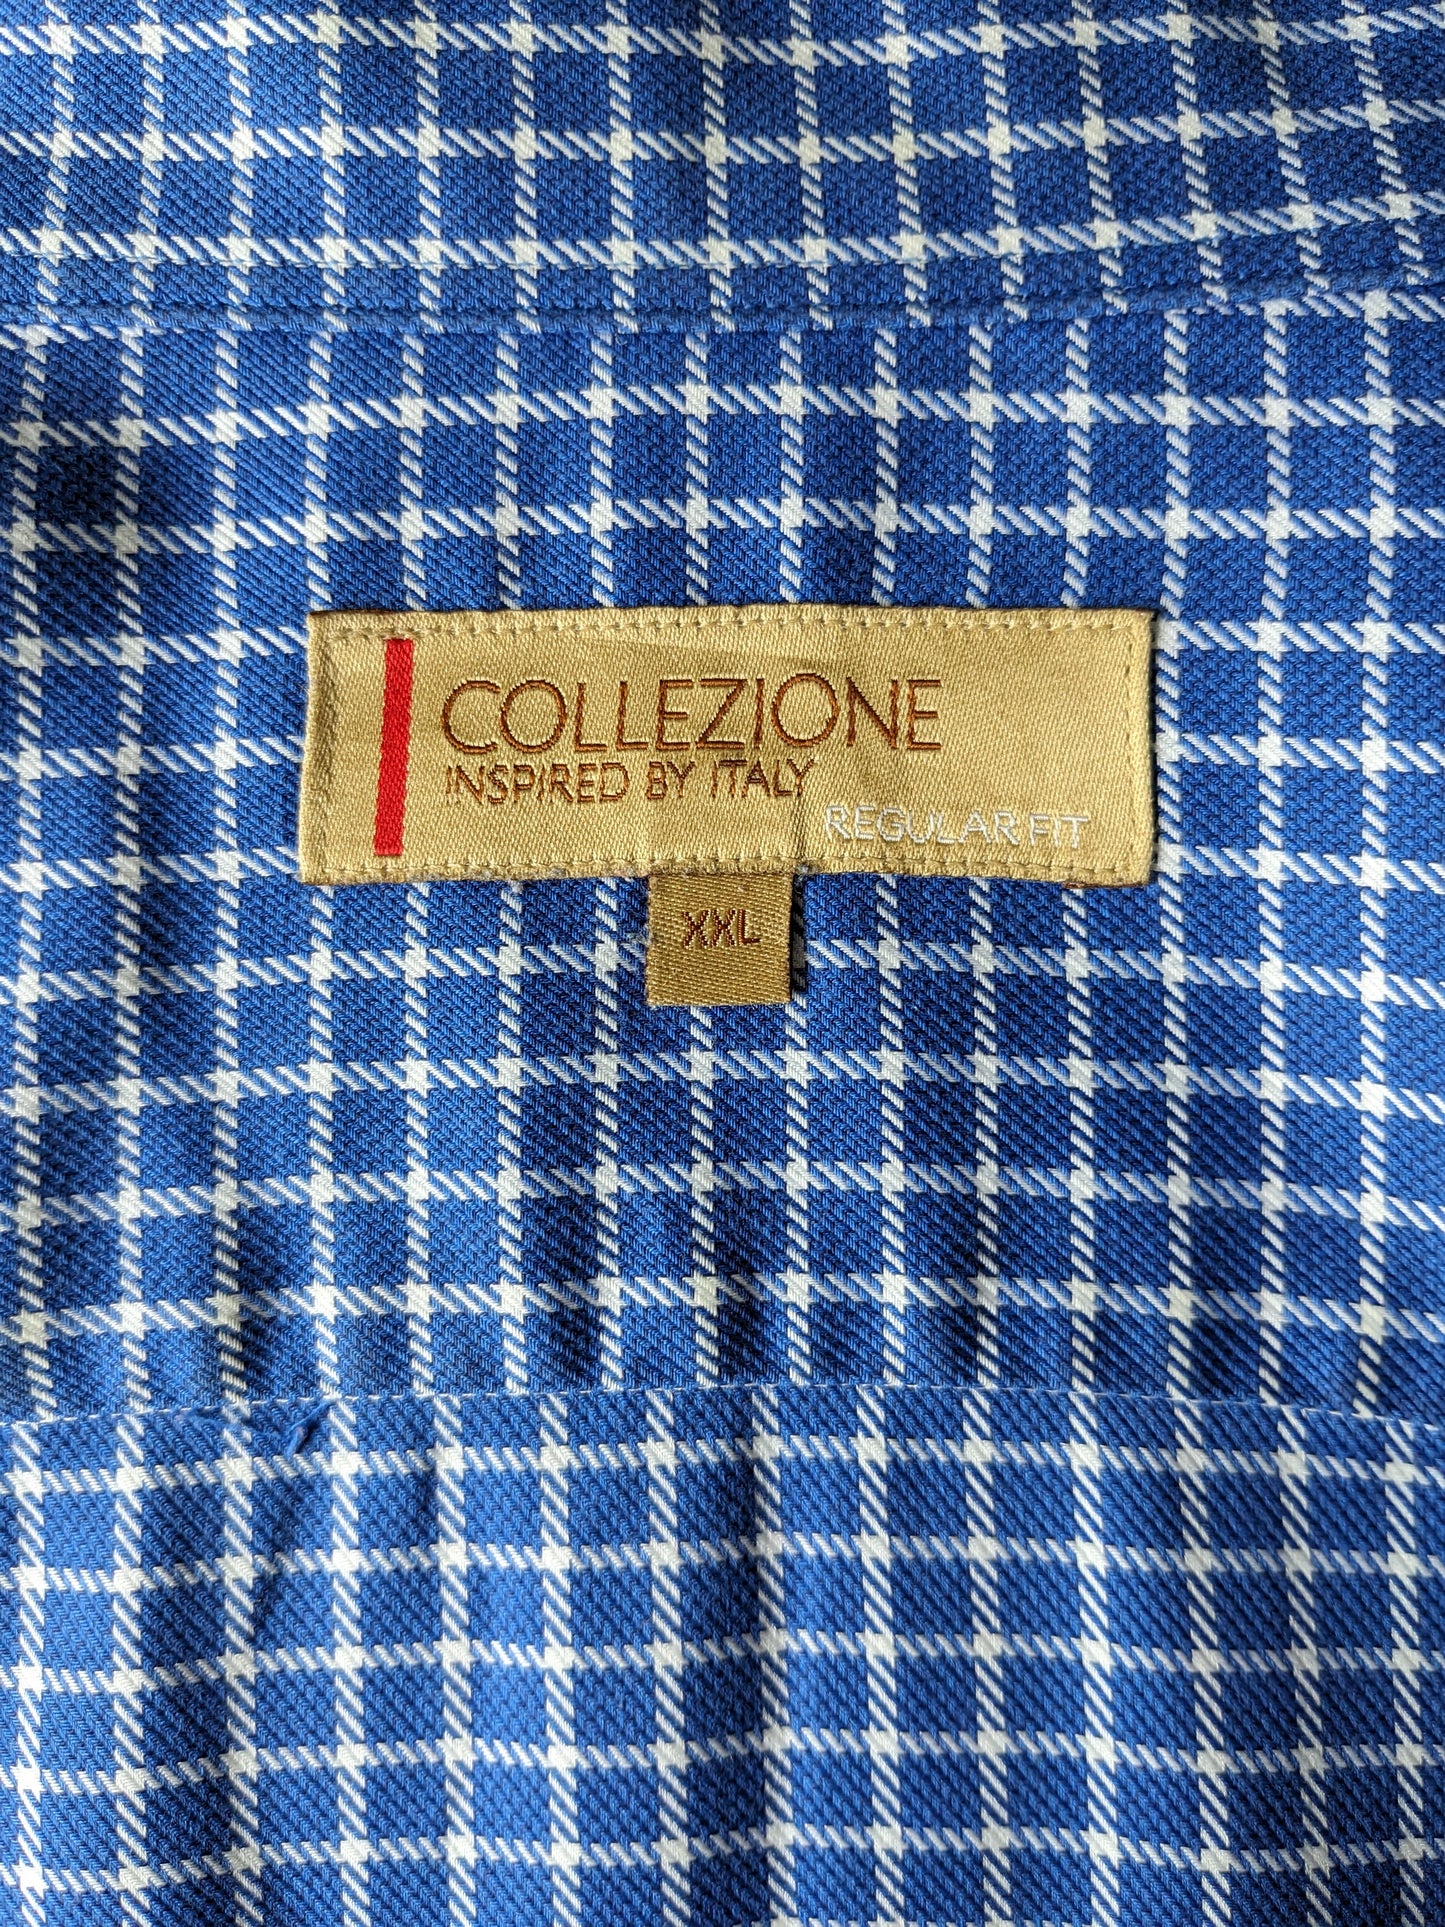 COLLEZIONE
INSPIRED BY ITALY
REGULAR FIT
XXL